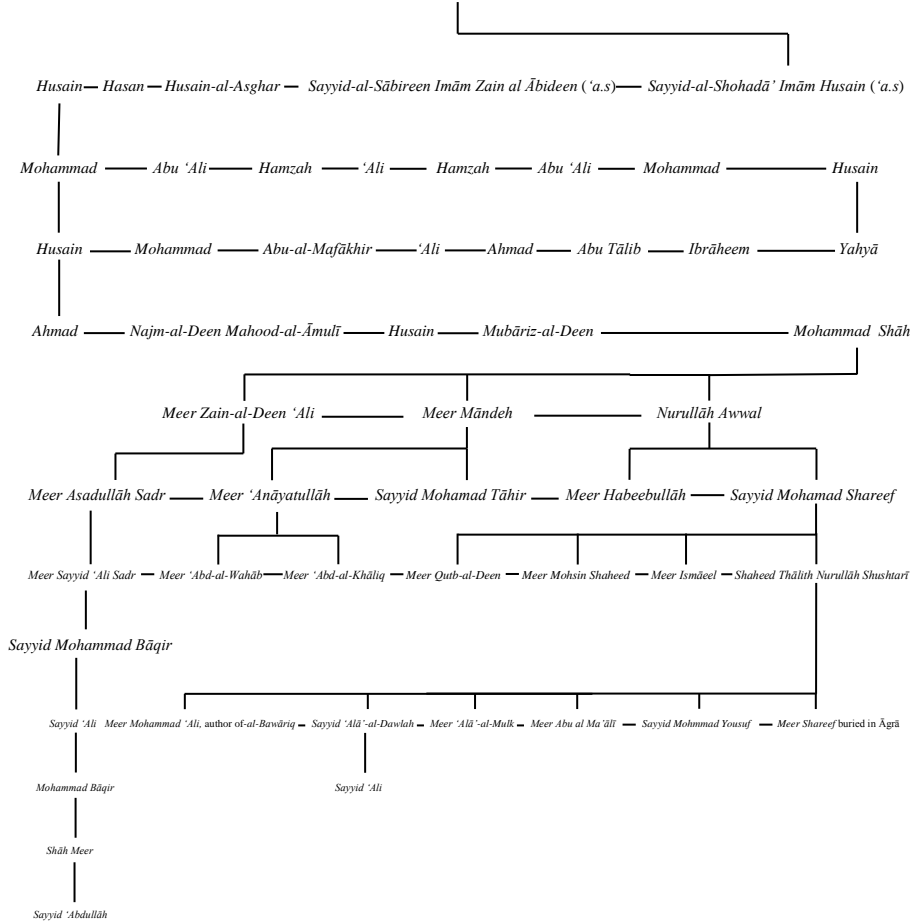 Husain Hasan Husain-al-Asghar Sayyid-al-Sābireen Imām Zain al Ābideen (‘a.s) Sayyid-al-Shohadā’ Imām Husain (‘a.s)
Mohammad Abu ‘Ali Hamzah ‘Ali Hamzah Abu ‘Ali Mohammad Husain
Husain Mohammad Abu-al-Mafākhir ‘Ali Ahmad Abu Tālib Ibrāheem Yahyā
Ahmad Najm-al-Deen Mahood-al-Āmulī Husain Mubāriz-al-Deen Mohammad Shāh
Meer Zain-al-Deen ‘Ali Meer Māndeh Nurullāh Awwal
Meer Asadullāh Sadr Meer ‘Anāyatullāh Sayyid Mohamad Tāhir Meer Habeebullāh Sayyid Mohamad Shareef
Meer Sayyid ‘Ali Sadr Meer ‘Abd-al-Wahāb Meer ‘Abd-al-Khāliq Meer Qutb-al-Deen Meer Mohsin Shaheed Meer Ismāeel Shaheed Thālith Nurullāh Shushtarī
Sayyid Mohammad Bāqir
Sayyid ‘Ali Meer Mohammad ‘Ali, author of-al-Bawāriq Sayyid ‘Alā’-al-Dawlah Meer ‘Alā’-al-Mulk Meer Abu al Ma’ālī Sayyid Mohmmad Yousuf Meer Shareef buried in Āgrā
Mohammad Bāqir Sayyid ‘Ali
Shāh Meer
Sayyid ‘Abdullāh